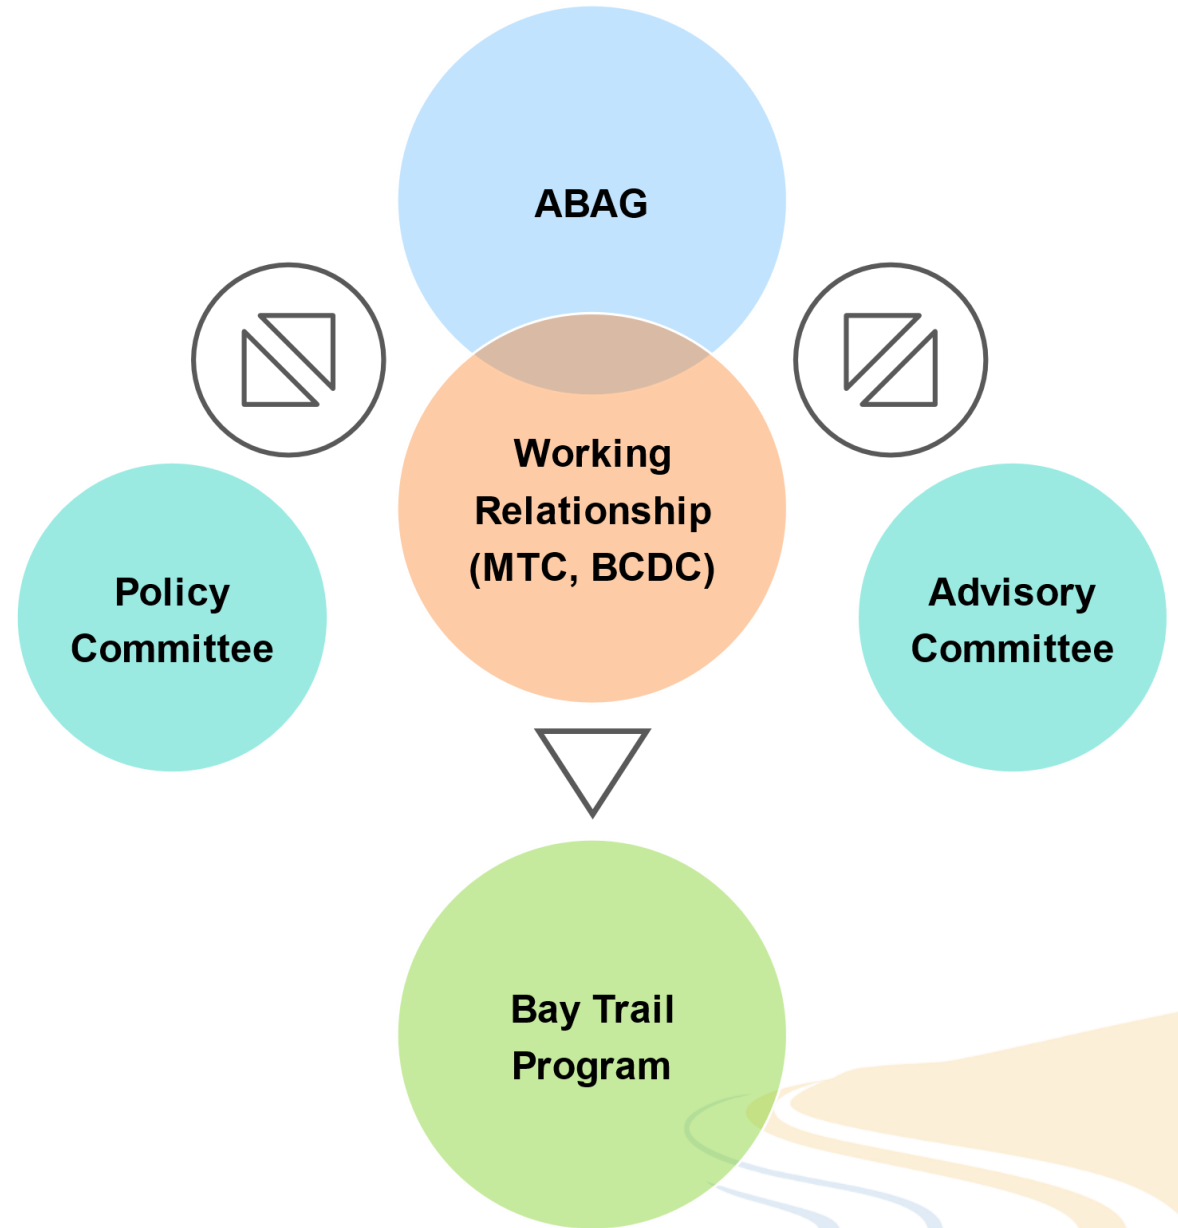 ABAG
Working
Relationship
(MTC, BCDC)
Policy
Committee
Advisory
Committee
Bay Trail
Program